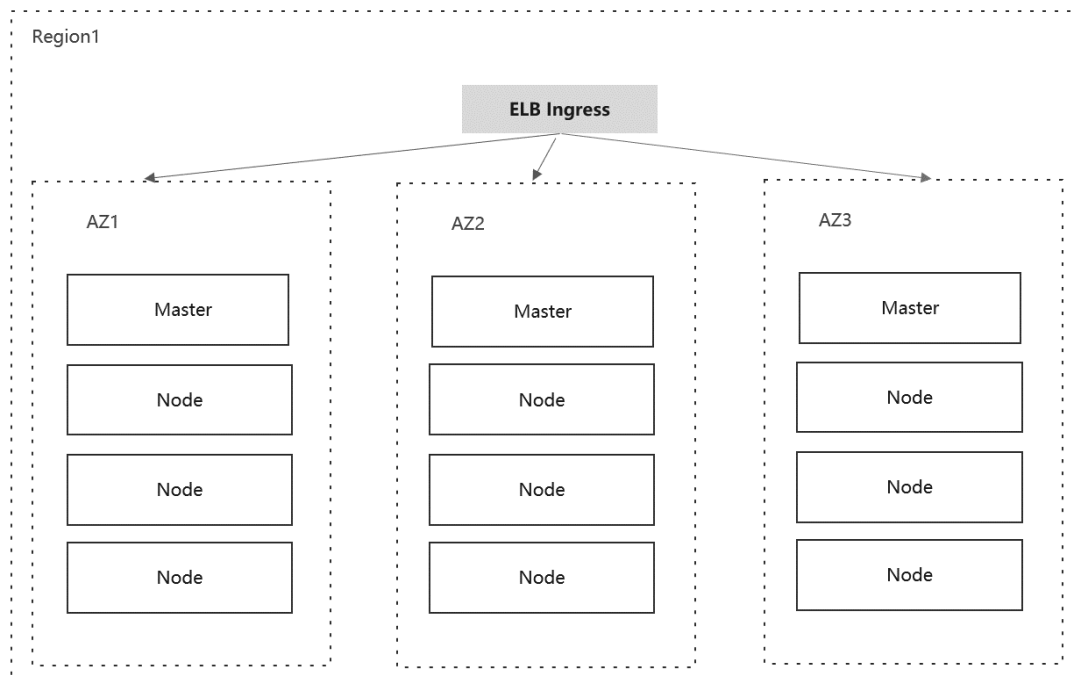 Region1
ELB Ingress
AZ1
Master
Node
Node
Node
AZ2
Master
Node
Node
Node
AZ3
Master
Node
Node
Node